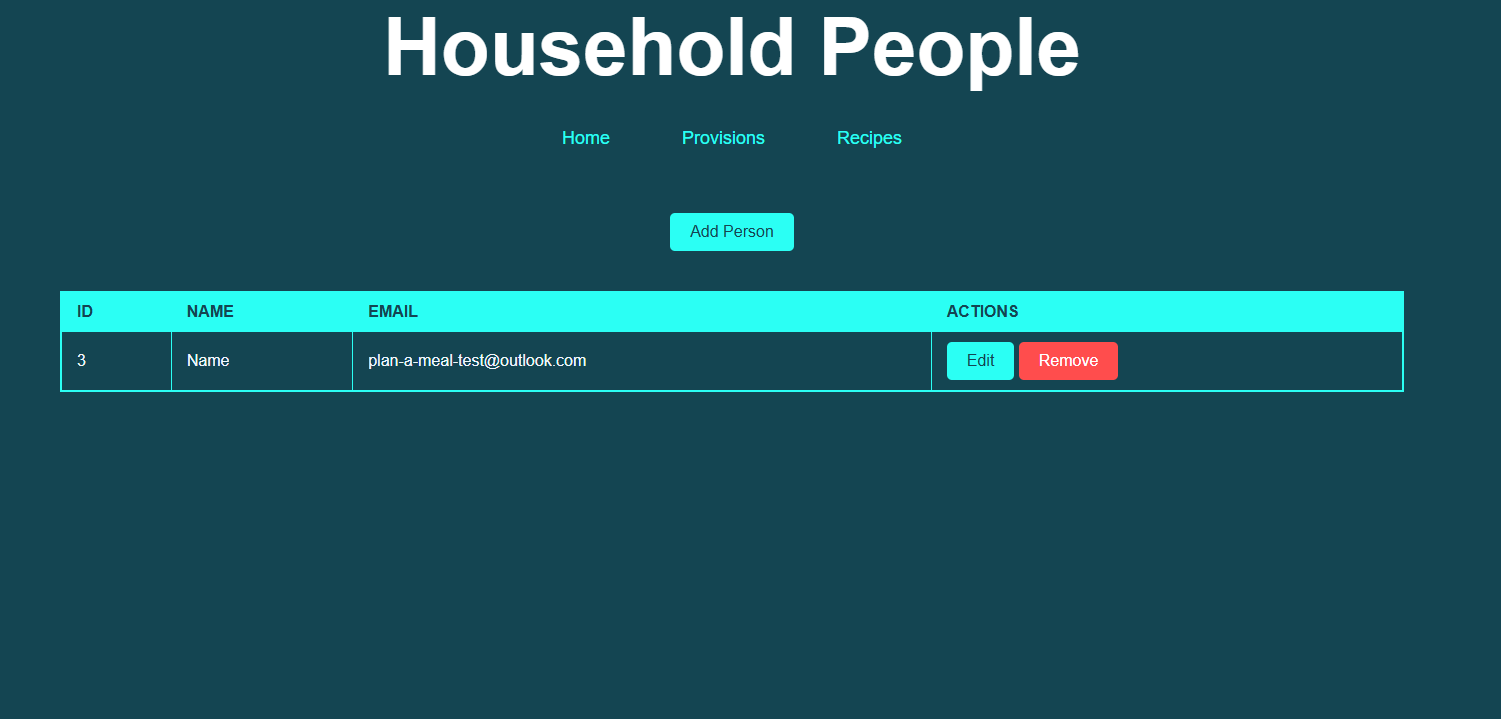 Household People
Home Provisions Recipes
Add Person
ID NAME EMAIL ACTIONS
3 Name plan-a-meal-test@outlook.com Edit Remove